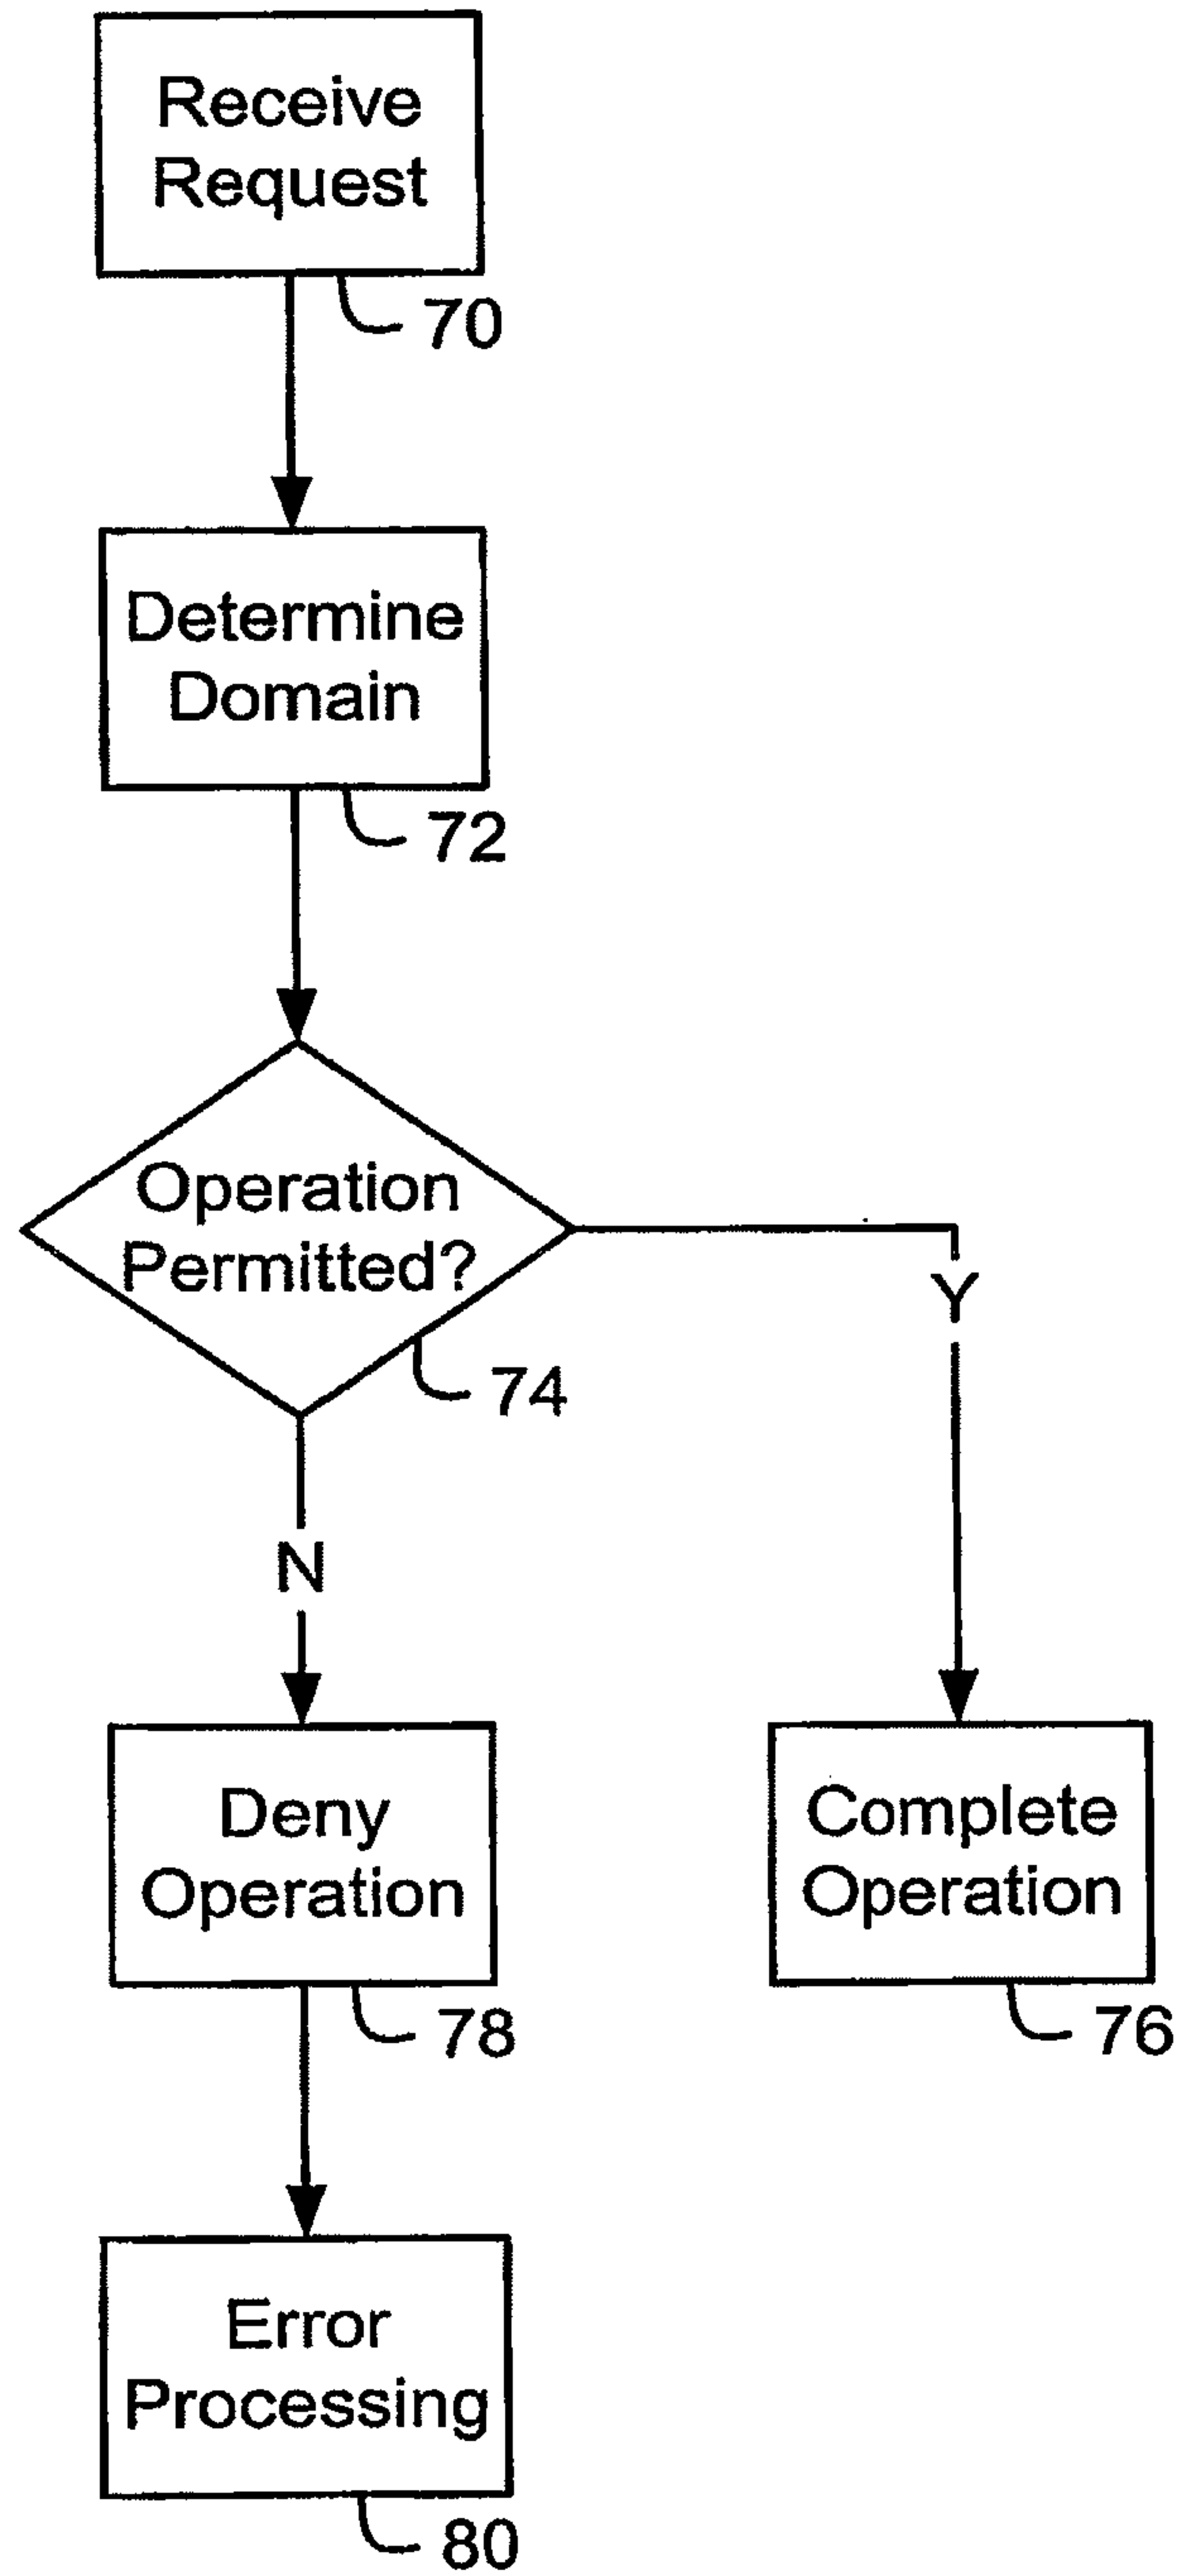 Receive
Request
70
Determine
Domain
72
Operation
Permitted?
74
Y
N
Deny
Operation
78
Complete
Operation
76
Error
Processing
80